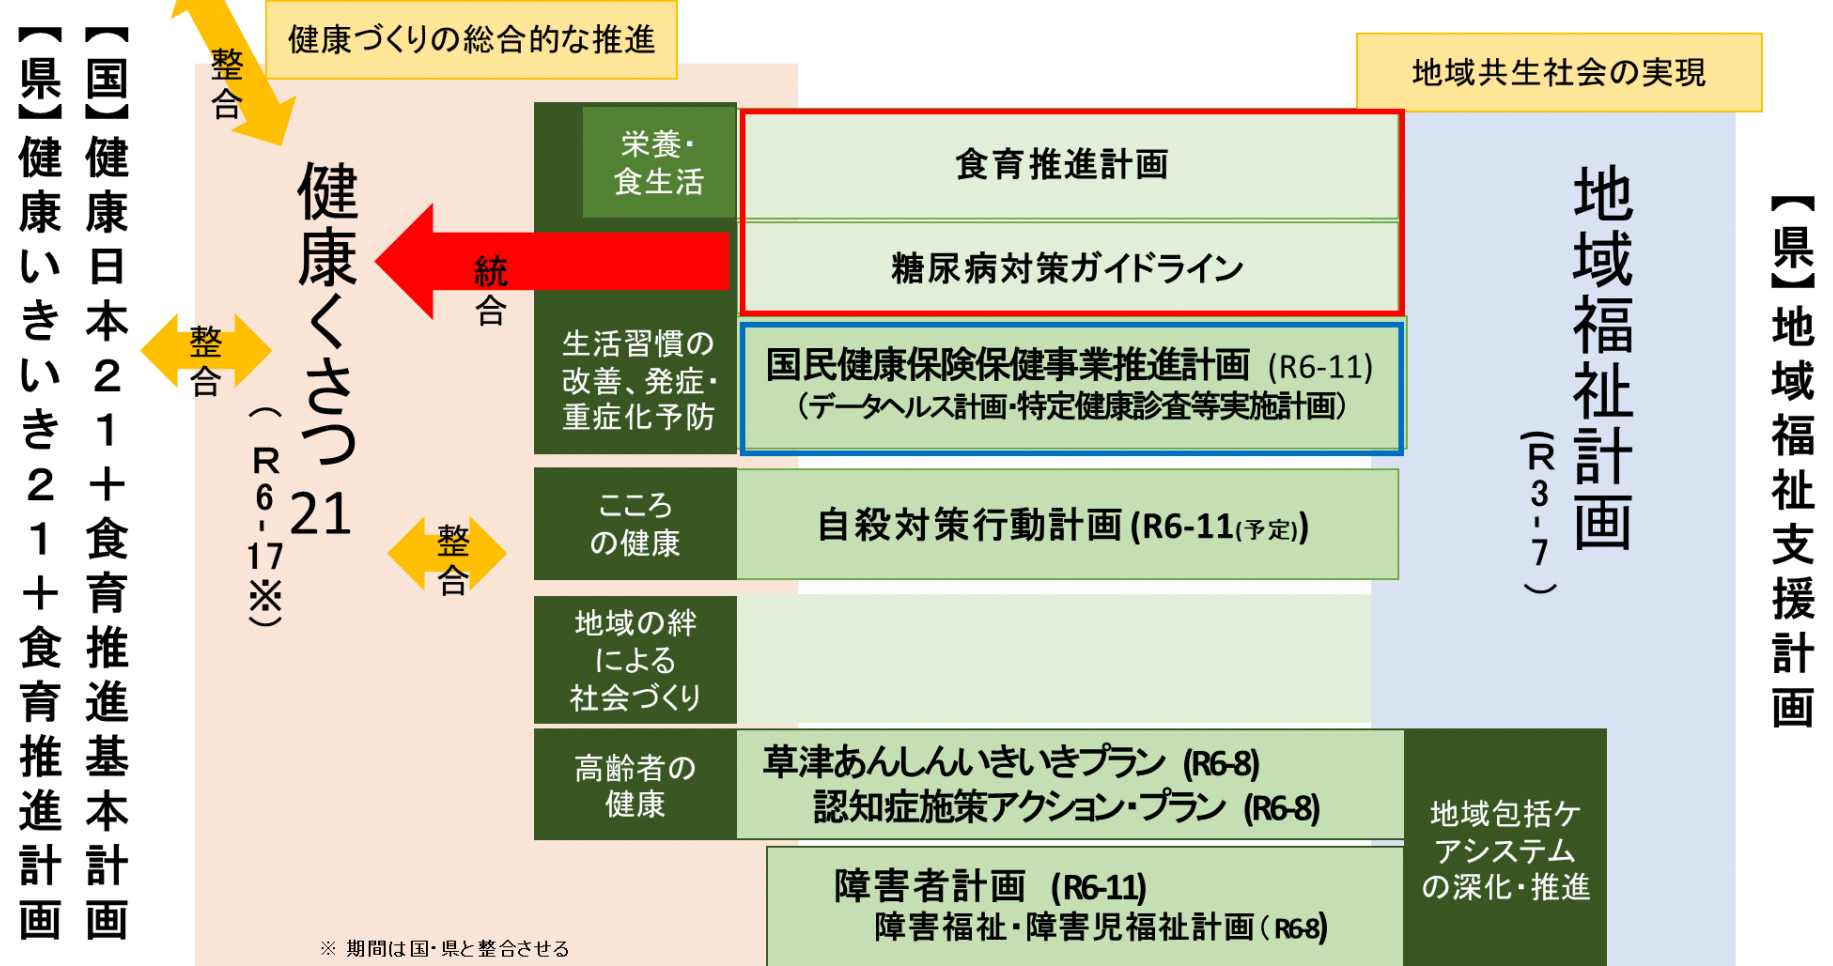 健康づくりの総合的な推進
地域共生社会の実現
【国】健康日本２１＋食育推進基本計画
【県】健康いきいき２１＋食育推進計画
整合
整合
健康くさつ21
（R6-17※）
統合
整合
栄養・
食生活
食育推進計画
糖尿病対策ガイドライン
生活習慣の
改善、発症・
重症化予防
国民健康保険保健事業推進計画 (R6-11)
（データヘルス計画・特定健康診査等実施計画）
こころ
の健康
自殺対策行動計画(R6-11(予定))
地域の絆
による
社会づくり
高齢者の
健康
草津あんしんいきいきプラン (R6-8)
認知症施策アクション・プラン (R6-8)
障害者計画 (R6-11)
障害福祉・障害児福祉計画（R6-8)
地域包括ケ
アシステム
の深化・推進
地域福祉計画
（R3-7）
【県】地域福祉支援計画
※ 期間は国・県と整合させる